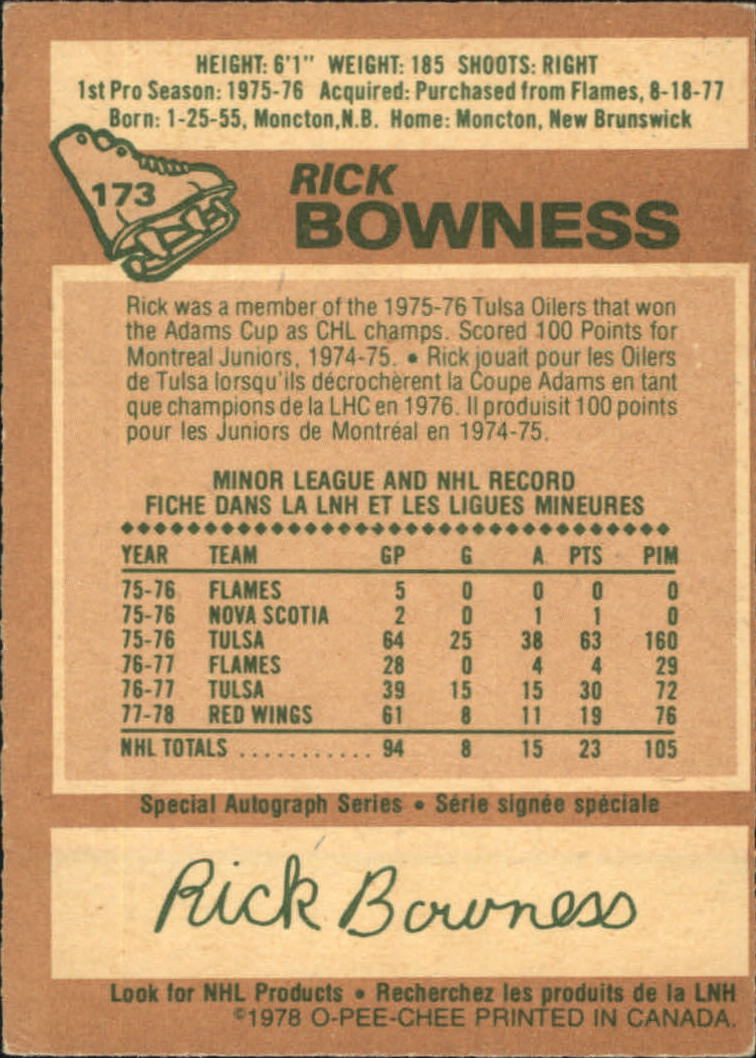 HEIGHT: 6'1" WEIGHT: 185 SHOOTS: RIGHT
1st Pro Season: 1975-76 Acquired: Purchased from Flames, 8-18-77
Born: 1-25-55, Moncton,N.B. Home: Moncton, New Brunswick
173
RICK
BOWNESS
Rick was a member of the 1975-76 Tulsa Oilers that won
the Adams Cup as CHL champs. Scored 100 Points for
Montreal Juniors, 1974-75. • Rick jouait pour les Oilers
de Tulsa lorsqu'ils décrochèrent la Coupe Adams en tant
que champions de la LHC en 1976. Il produisit 100 points
pour les Juniors de Montréal en 1974-75.
MINOR LEAGUE AND NHL RECORD
FICHE DANS LA LNH ET LES LIGUES MINEURES
YEAR TEAM GP G A PTS PIM
75-76 FLAMES 5 0 0 0 0
75-76 NOVA SCOTIA 2 0 1 1 0
75-76 TULSA 64 25 38 63 160
76-77 FLAMES 28 0 4 4 29
76-77 TULSA 39 15 15 30 72
77-78 RED WINGS 61 8 11 19 76
NHL TOTALS ............ 94 8 15 23 105
Special Autograph Series • Série signée spéciale
Rick Bowness
Look for NHL Products • Recherchez les produits de la LNH
©1978 O-PEE-CHEE PRINTED IN CANADA.